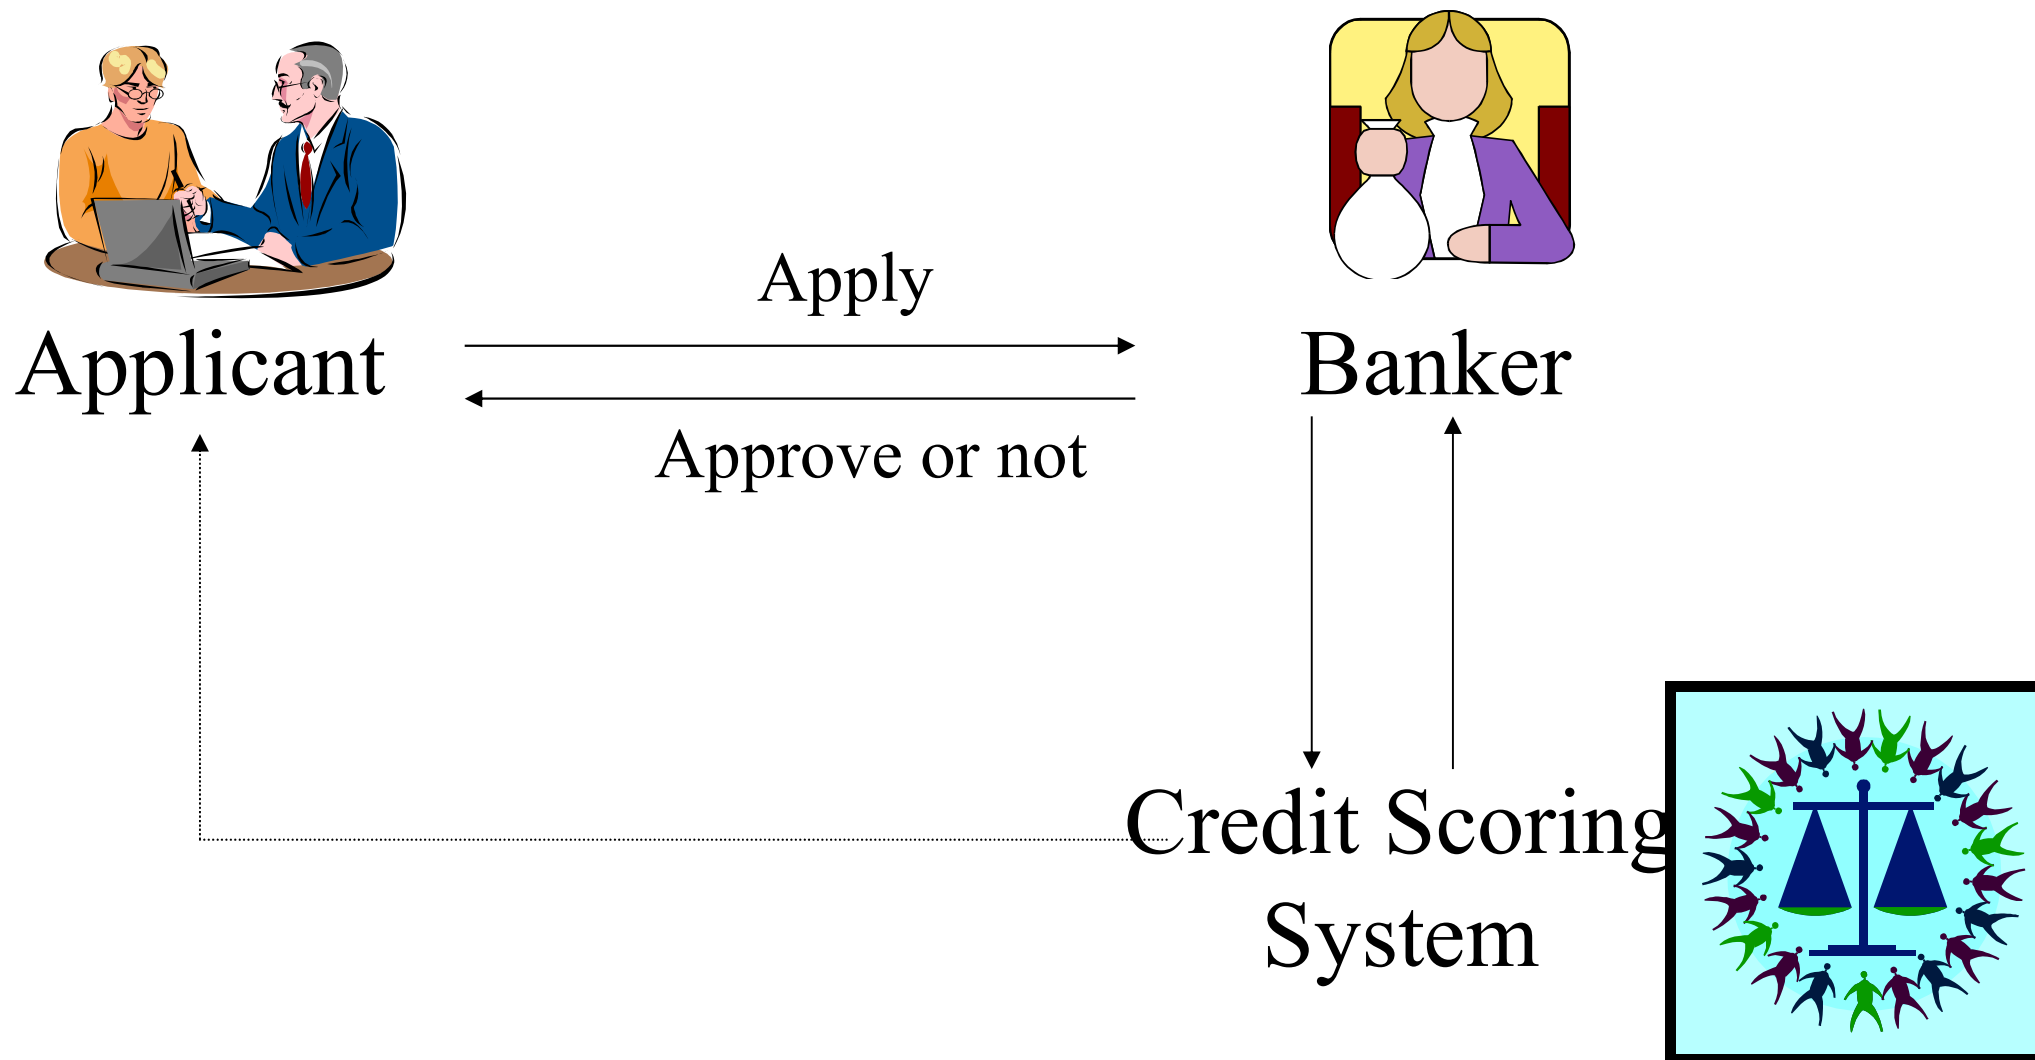 Apply
Applicant
Banker
Approve or not
Credit Scoring
System